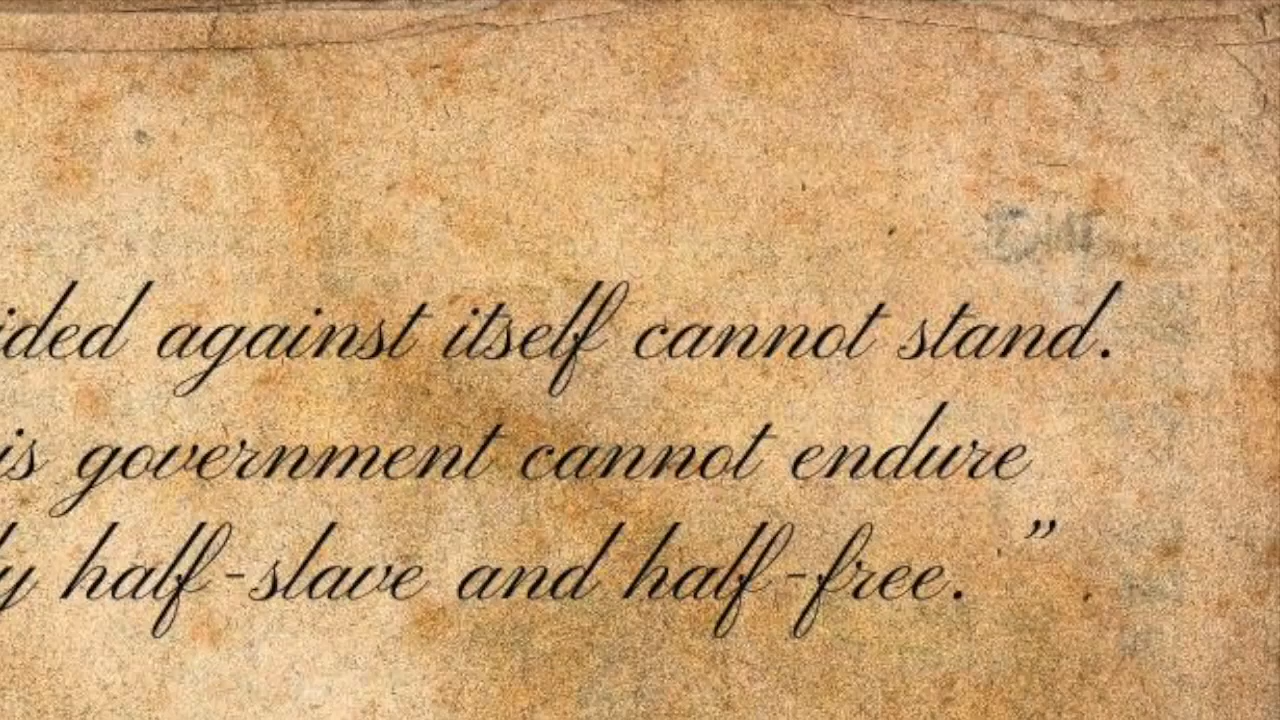 ided against itself cannot stand.
is government cannot endure
y half-slave and half-free. ”